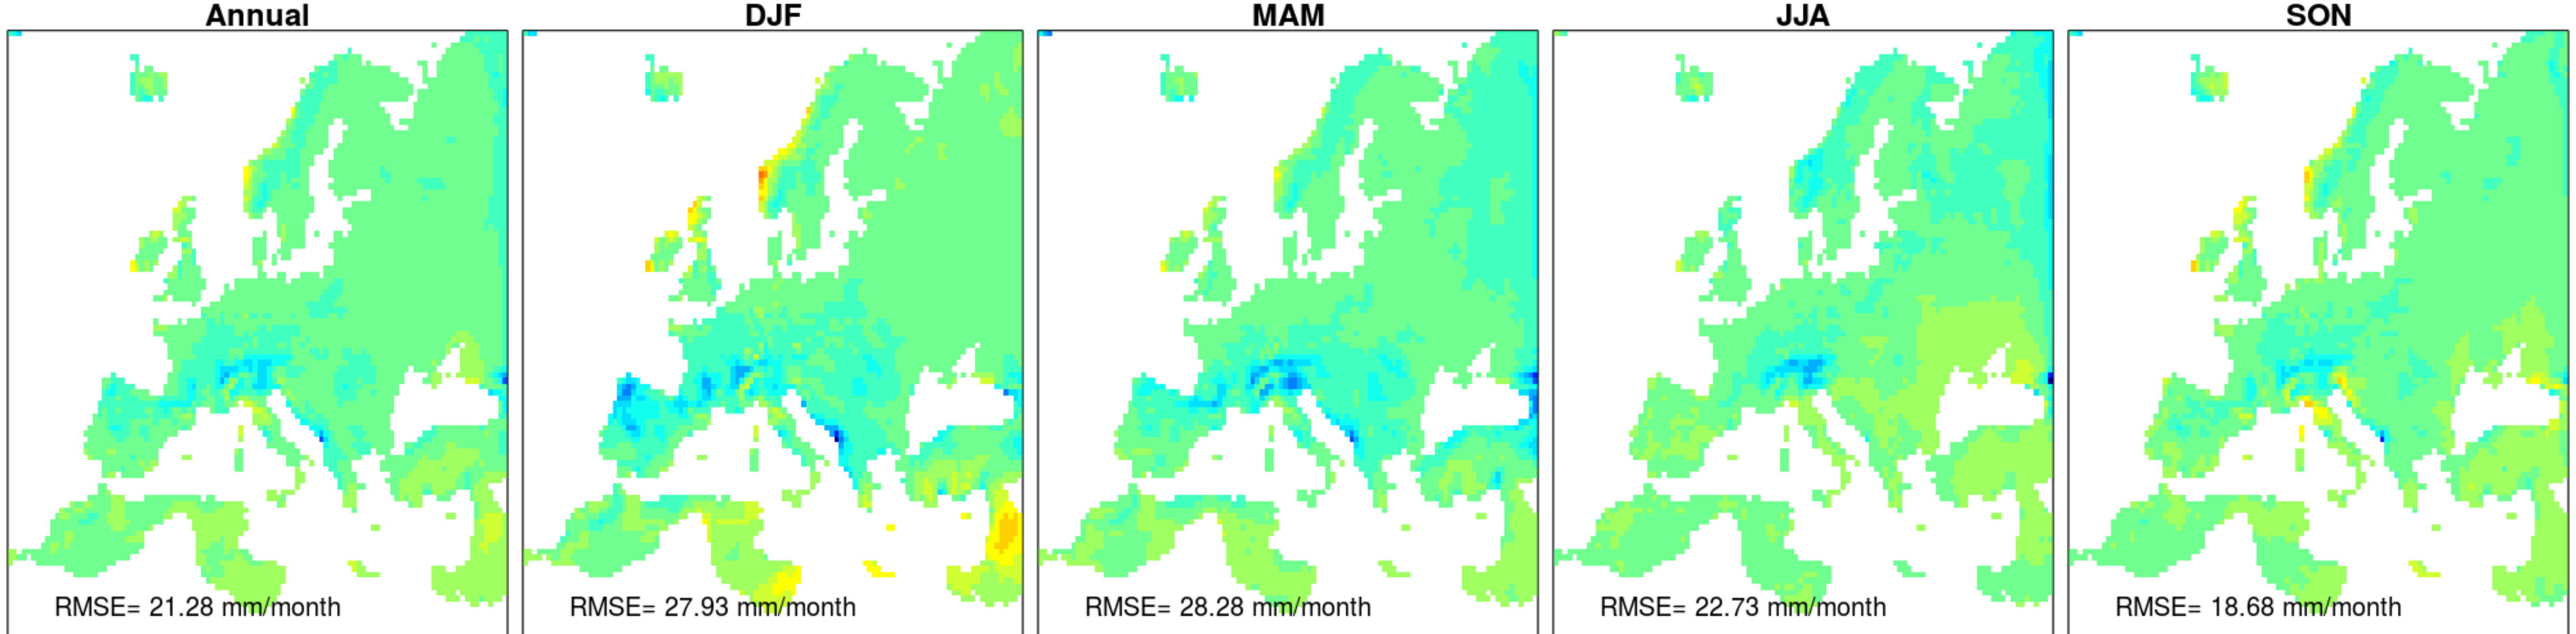 Annual
DJF
MAM
JJA
SON
RMSE= 21.28 mm/month
RMSE= 27.93 mm/month
RMSE= 28.28 mm/month
RMSE= 22.73 mm/month
RMSE= 18.68 mm/month